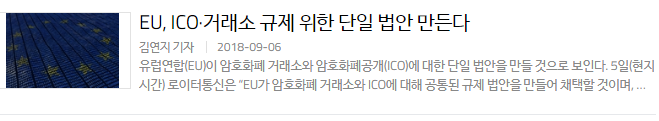 EU, ICO·거래소 규제 위한 단일 법안 만든다
김연지 기자 | 2018-09-06
유럽연합(EU)이 암호화폐 거래소와 암호화폐공개(ICO)에 대한 단일 법안을 만들 것으로 보인다. 5일(현지
시간) 로이터통신은 “EU가 암호화폐 거래소와 ICO에 대해 공통된 규제 법안을 만들어 채택할 것이며, ...